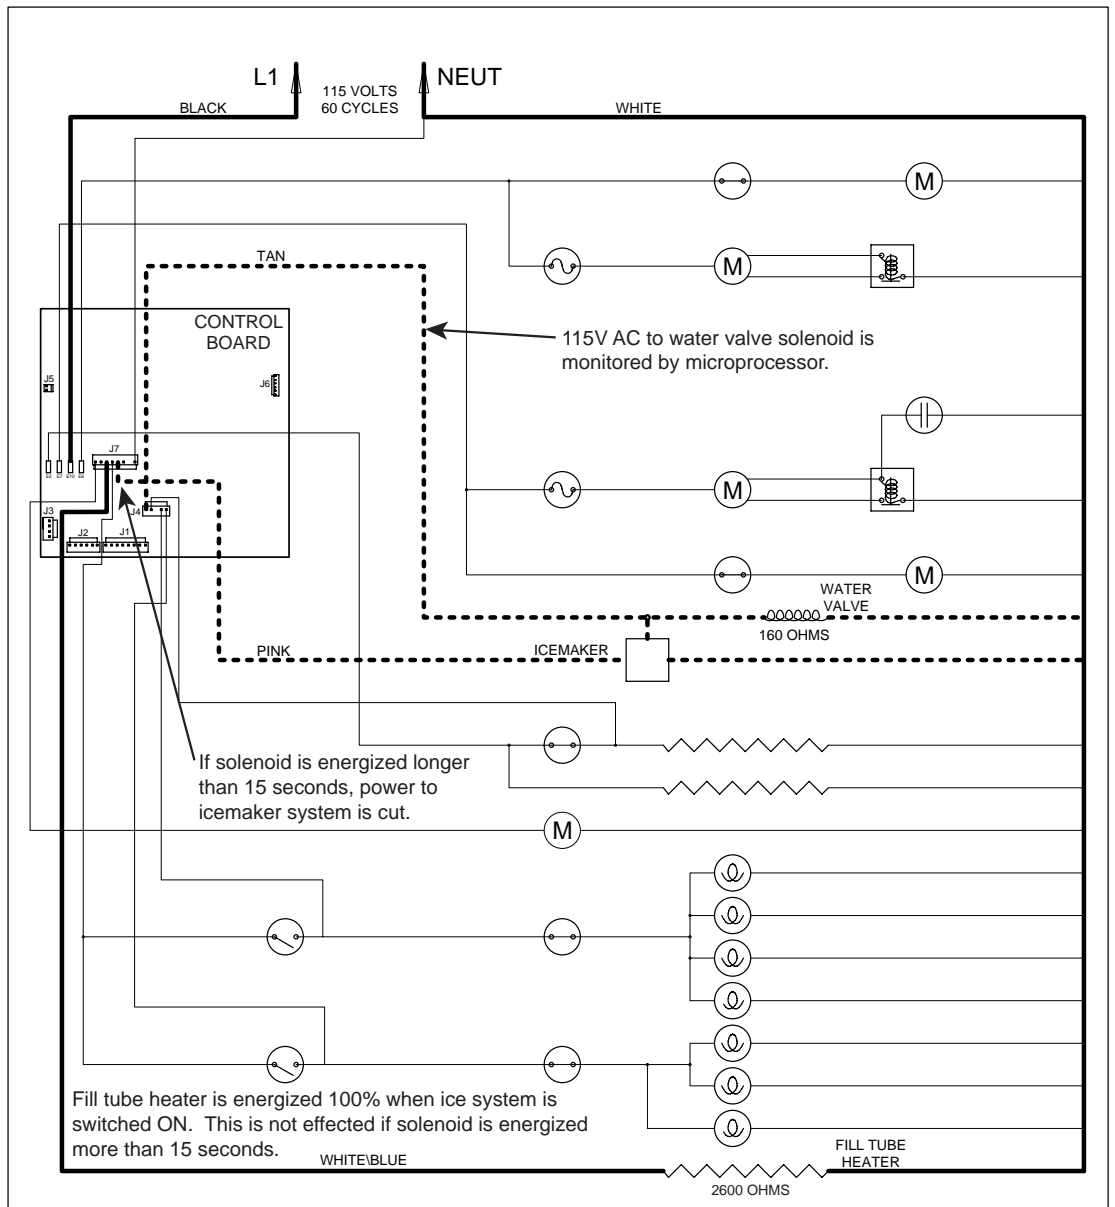 L1
NEUT
115 VOLTS
60 CYCLES
BLACK
WHITE
M
TAN
M
CONTROL
BOARD
115V AC to water valve solenoid is
monitored by microprocessor.
J5
J6
J7
E2
E7
E10
E6
M
J4
J3
J2
J1
M
WATER
VALVE
160 OHMS
PINK
ICEMAKER
If solenoid is energized longer
than 15 seconds, power to
icemaker system is cut.
M
Fill tube heater is energized 100% when ice system is
switched ON. This is not effected if solenoid is energized
more than 15 seconds.
WHITE\BLUE
FILL TUBE
HEATER
2600 OHMS